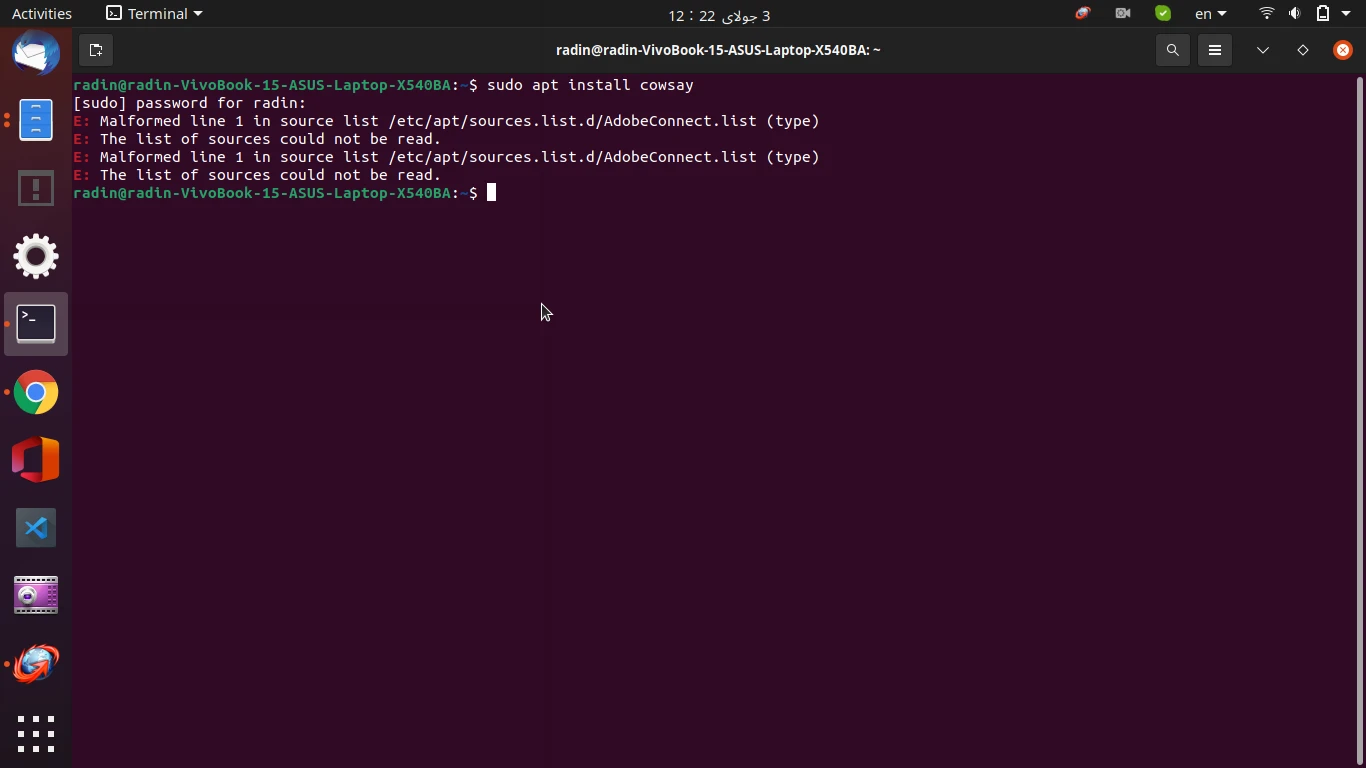 Activities
Terminal
3 جولای 22 : 12
en
radin@radin-VivoBook-15-ASUS-Laptop-X540BA: ~
radin@radin-VivoBook-15-ASUS-Laptop-X540BA:~$ sudo apt install cowsay
[sudo] password for radin:
E: Malformed line 1 in source list /etc/apt/sources.list.d/AdobeConnect.list (type)
E: The list of sources could not be read.
E: Malformed line 1 in source list /etc/apt/sources.list.d/AdobeConnect.list (type)
E: The list of sources could not be read.
radin@radin-VivoBook-15-ASUS-Laptop-X540BA:~$